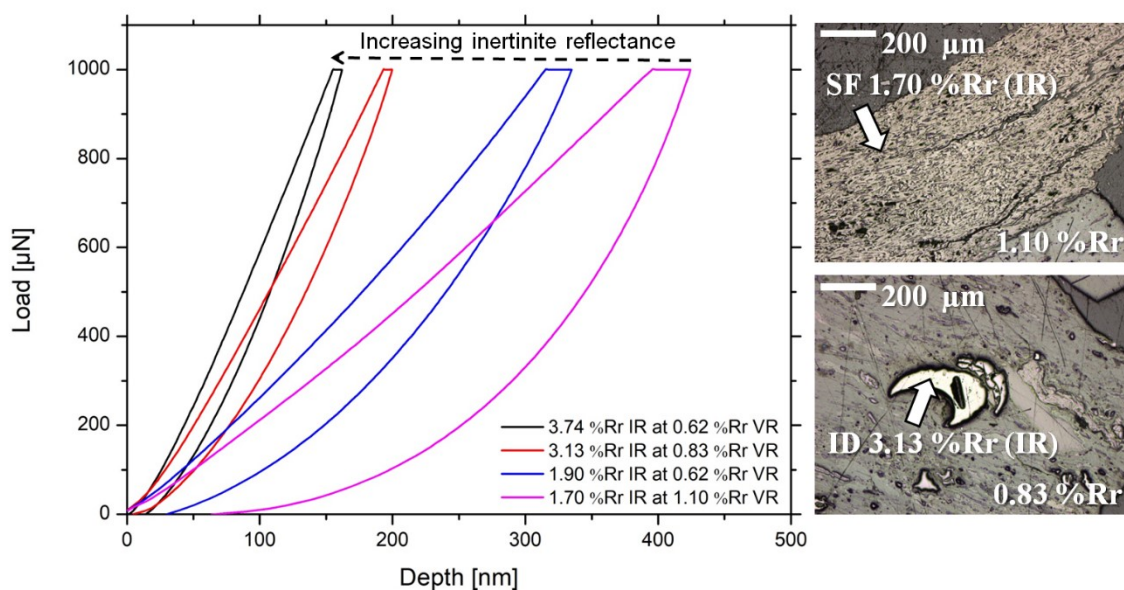 Increasing inertinite reflectance
1000
800
600
400
200
0
Load [µN]
3.74 %Rr IR at 0.62 %Rr VR
3.13 %Rr IR at 0.83 %Rr VR
1.90 %Rr IR at 0.62 %Rr VR
1.70 %Rr IR at 1.10 %Rr VR
0 100 200 300 400 500
Depth [nm]
200 µm
SF 1.70 %Rr (IR)
1.10 %Rr
200 µm
ID 3.13 %Rr (IR)
0.83 %Rr